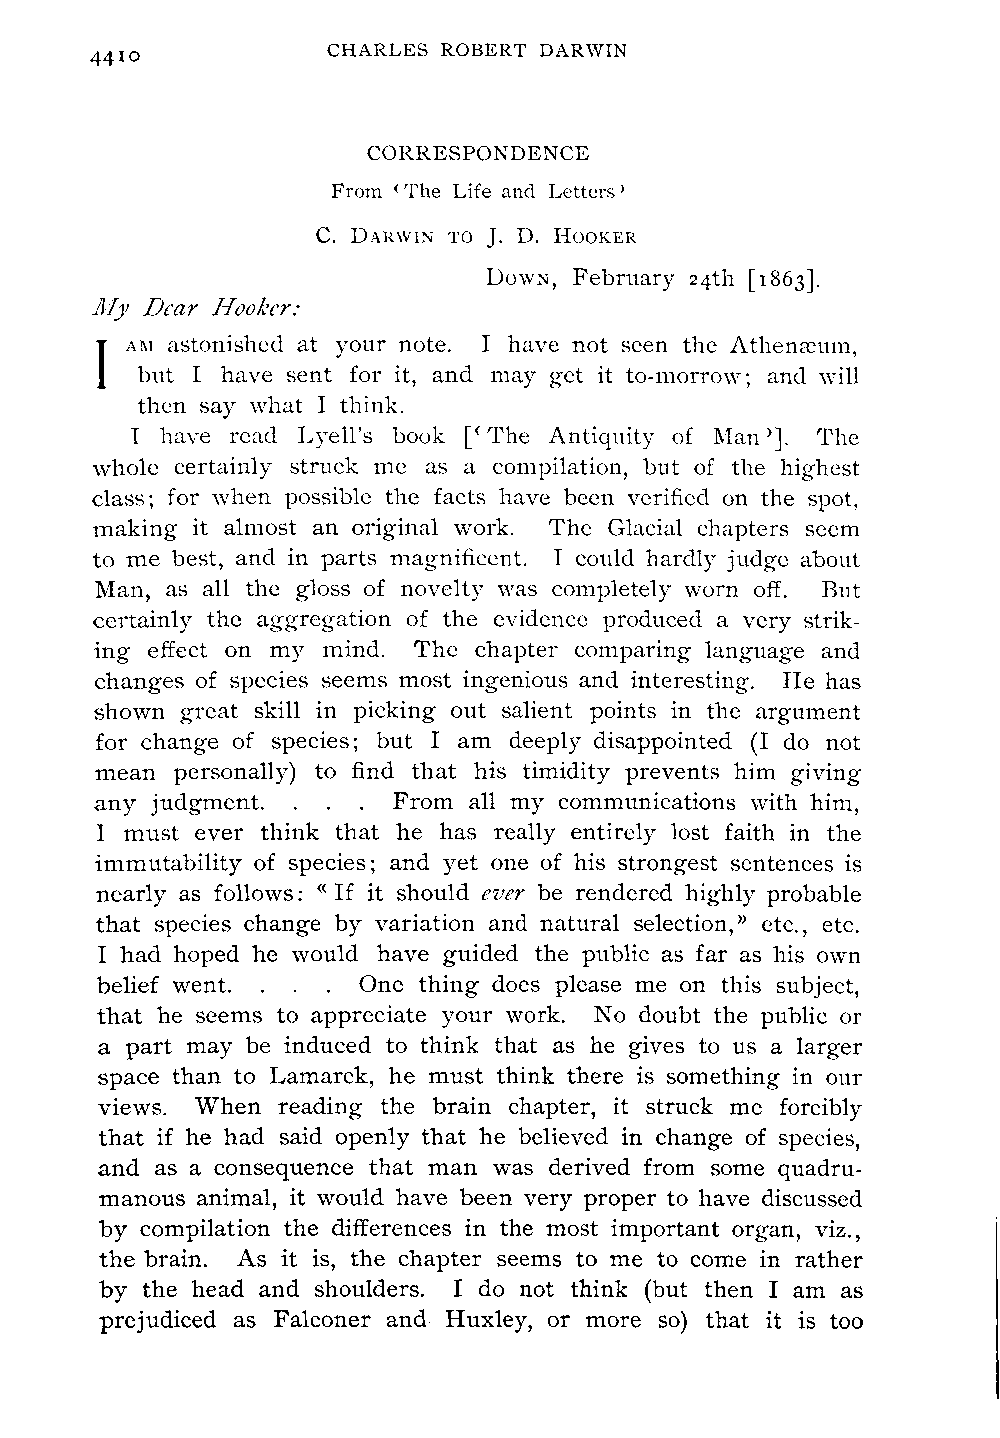 4410
CHARLES ROBERT DARWIN
CORRESPONDENCE
From ‘The Life and Letters’
C. DARWIN TO J. D. HOOKER
DOWN, February 24th [1863].
My Dear Hooker:
I AM astonished at your note. I have not seen the Athenæum,
but I have sent for it, and may get it to-morrow; and will
then say what I think.
I have read Lyell's book [‘The Antiquity of Man’]. The
whole certainly struck me as a compilation, but of the highest
class; for when possible the facts have been verified on the spot,
making it almost an original work. The Glacial chapters seem
to me best, and in parts magnificent. I could hardly judge about
Man, as all the gloss of novelty was completely worn off. But
certainly the aggregation of the evidence produced a very strik-
ing effect on my mind. The chapter comparing language and
changes of species seems most ingenious and interesting. He has
shown great skill in picking out salient points in the argument
for change of species; but I am deeply disappointed (I do not
mean personally) to find that his timidity prevents him giving
any judgment. . . . From all my communications with him,
I must ever think that he has really entirely lost faith in the
immutability of species; and yet one of his strongest sentences is
nearly as follows: “If it should ever be rendered highly probable
that species change by variation and natural selection,” etc., etc.
I had hoped he would have guided the public as far as his own
belief went. . . . One thing does please me on this subject,
that he seems to appreciate your work. No doubt the public or
a part may be induced to think that as he gives to us a larger
space than to Lamarck, he must think there is something in our
views. When reading the brain chapter, it struck me forcibly
that if he had said openly that he believed in change of species,
and as a consequence that man was derived from some quadru-
manous animal, it would have been very proper to have discussed
by compilation the differences in the most important organ, viz.,
the brain. As it is, the chapter seems to me to come in rather
by the head and shoulders. I do not think (but then I am as
prejudiced as Falconer and Huxley, or more so) that it is too